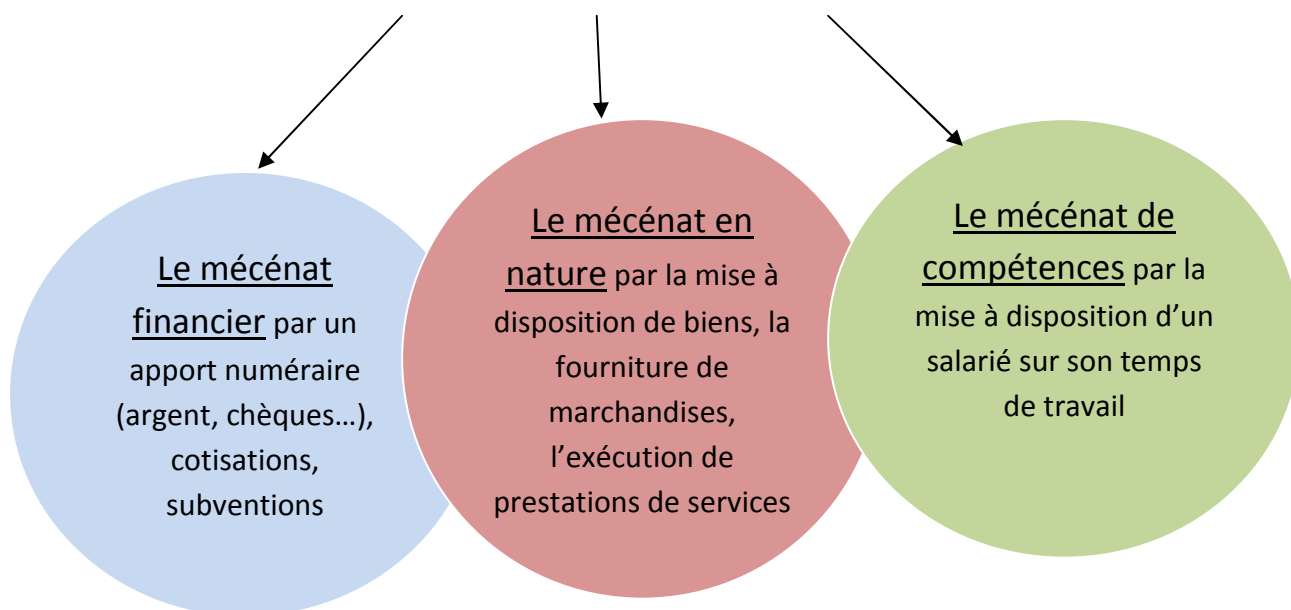 Le mécénat
financier par un
apport numéraire
(argent, chèques…),
cotisations,
subventions
Le mécénat en
nature par la mise à
disposition de biens, la
fourniture de
marchandises,
l’exécution de
prestations de services
Le mécénat de
compétences par la
mise à disposition d’un
salarié sur son temps
de travail